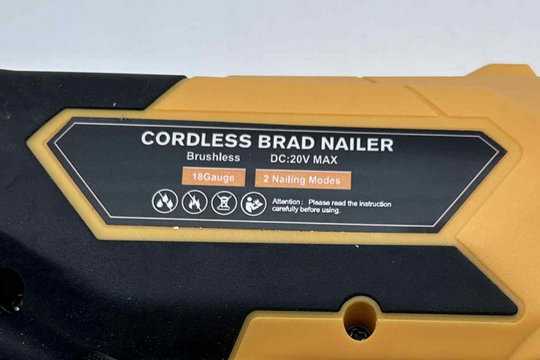 CORDLESS BRAD NAILER
Brushless DC:20V MAX
18Gauge 2 Nailing Modes
Attention: Please read the instruction
carefully before using.